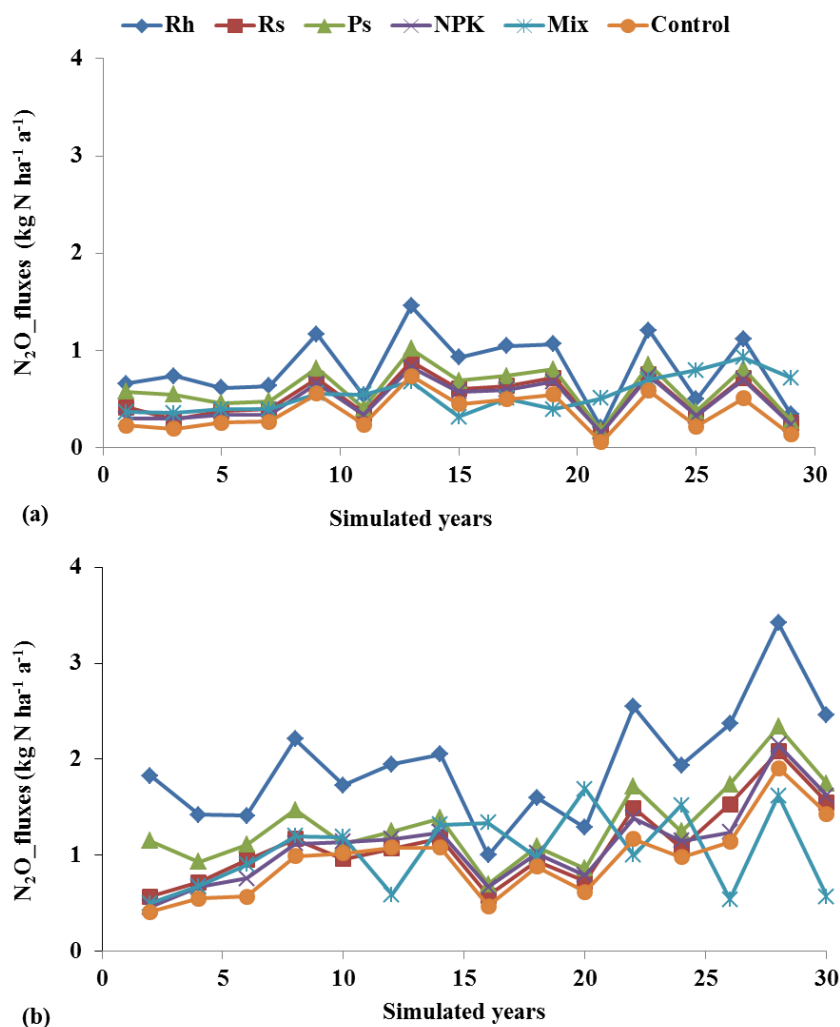 Rh Rs Ps NPK Mix Control
4
3
2
1
0
N₂O_fluxes (kg N ha⁻¹ a⁻¹)
0 5 10 15 20 25 30
(a)
Simulated years
4
3
2
1
0
N₂O_fluxes (kg N ha⁻¹ a⁻¹)
0 5 10 15 20 26 30
(b)
Simulated years